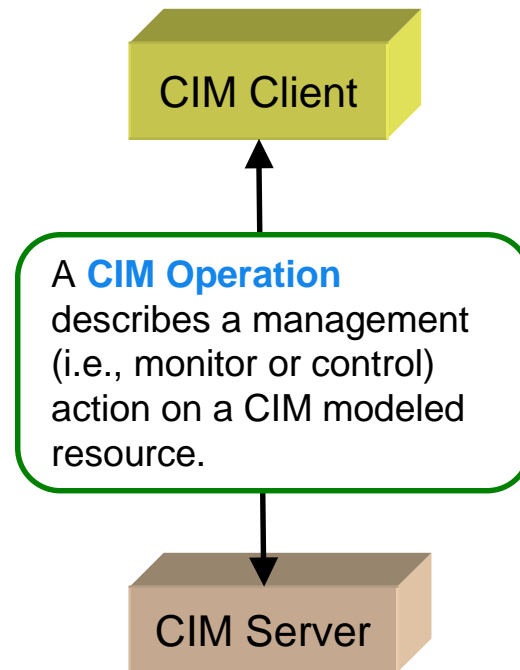 CIM Client
A CIM Operation
describes a management
(i.e., monitor or control)
action on a CIM modeled
resource.
CIM Server